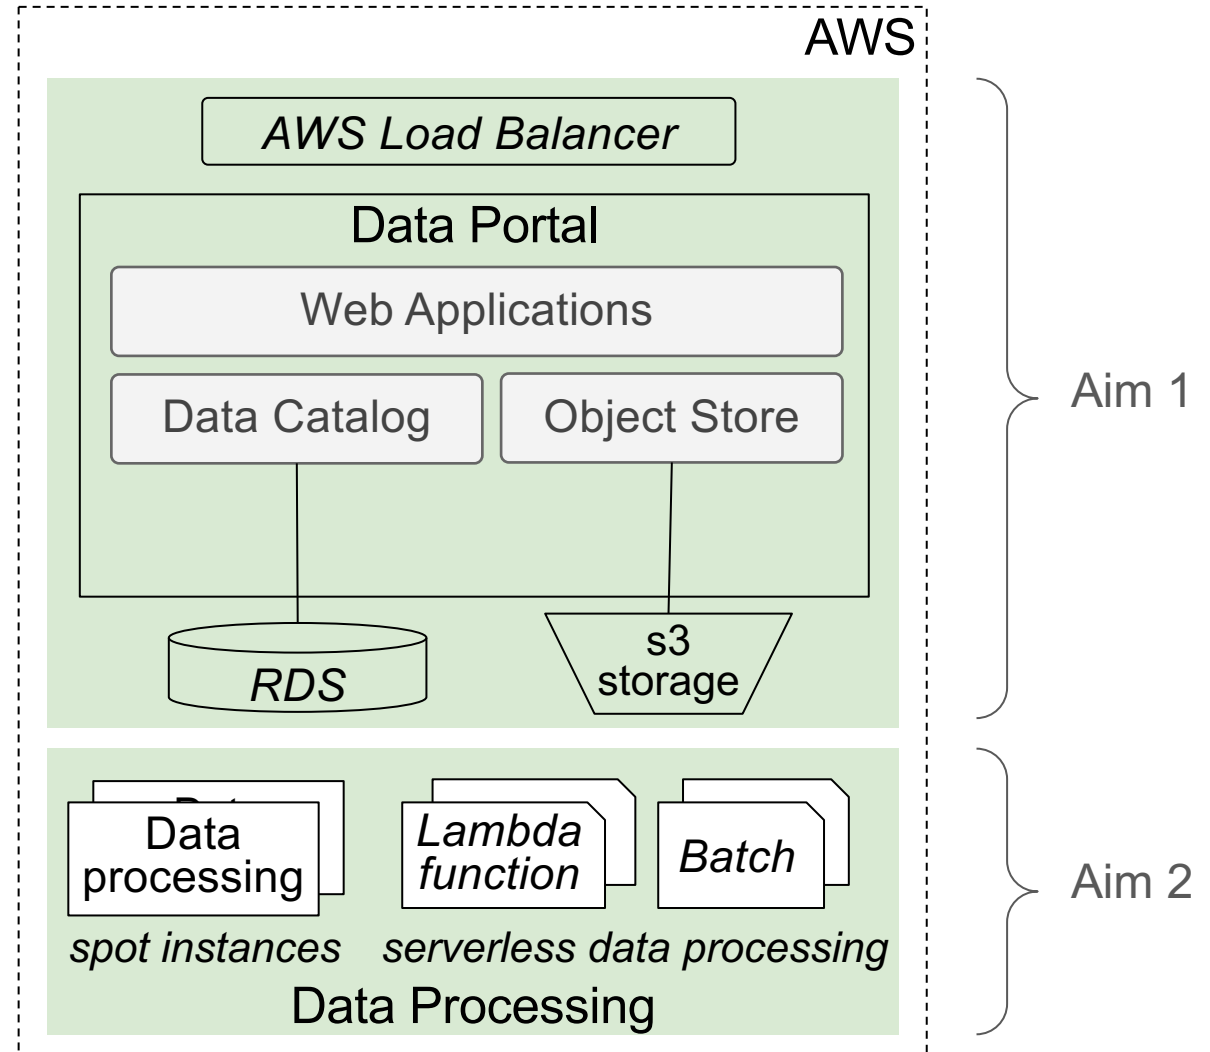 AWS
AWS Load Balancer
Data Portal
Web Applications
Data Catalog
Object Store
Aim 1
RDS
s3
storage
Data
processing
Lambda
function
Batch
Aim 2
spot instances
serverless data processing
Data Processing